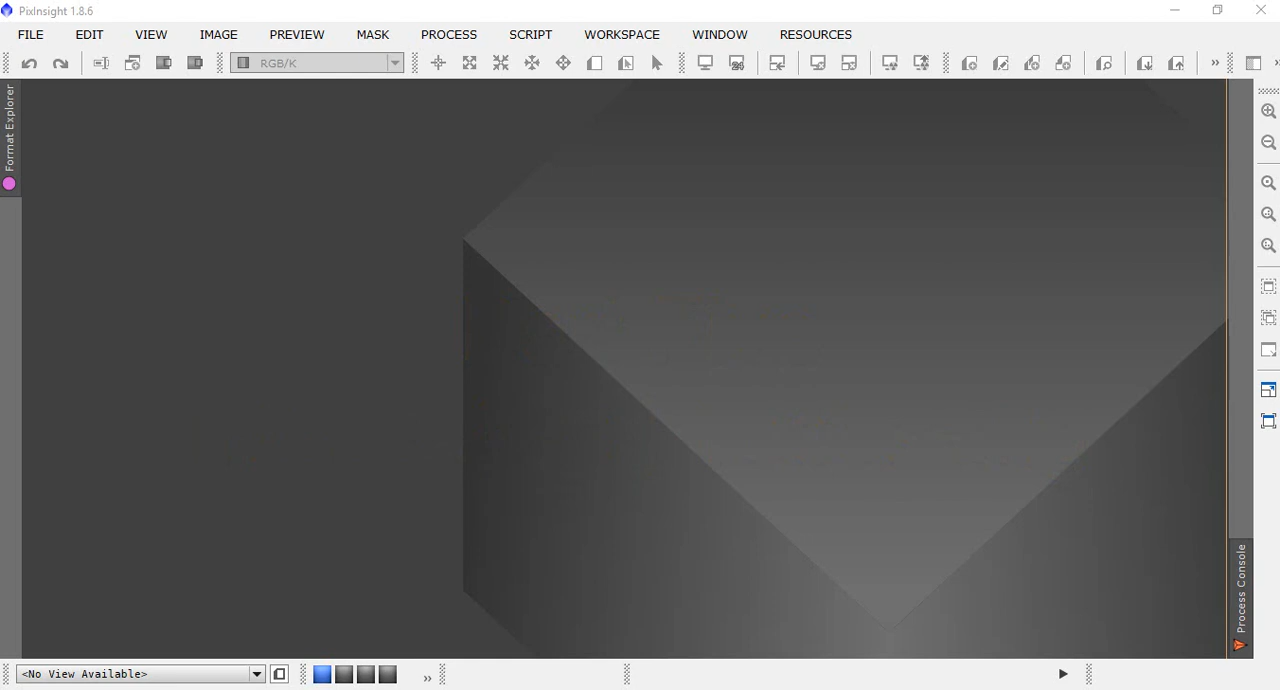 PixInsight 1.8.6
FILE EDIT VIEW IMAGE PREVIEW MASK PROCESS SCRIPT WORKSPACE WINDOW RESOURCES
RGB/K
Format Explorer
Process Console
<No View Available>